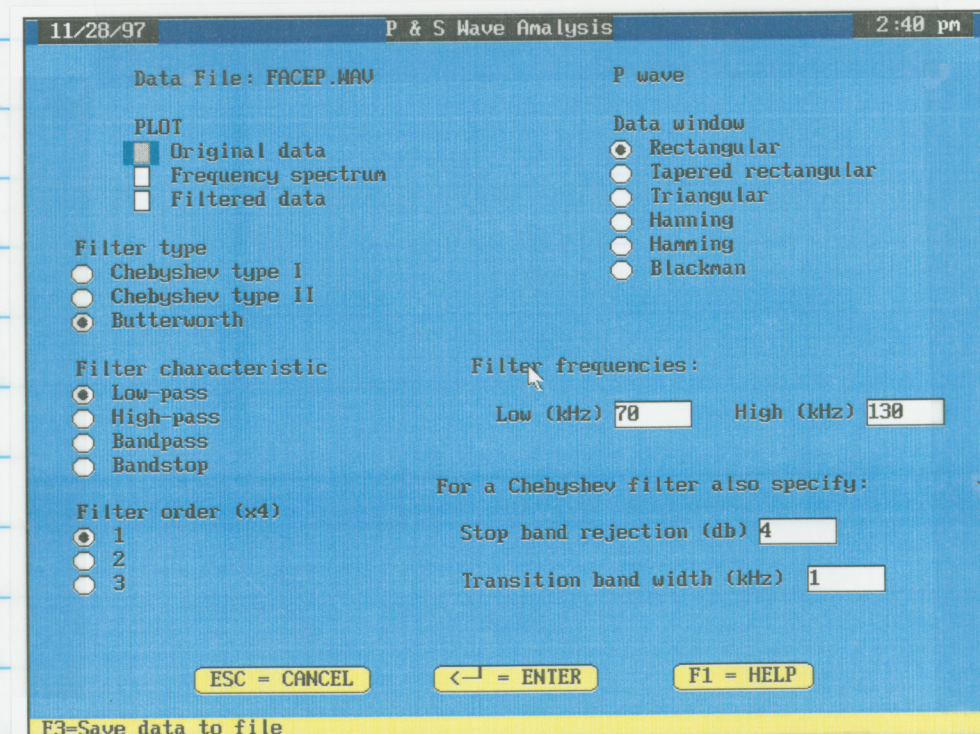 11/28/97 P & S Wave Analysis 2:40 pm
Data File: FACEP.WAV P wave
PLOT
Original data
Frequency spectrum
Filtered data
Data window
Rectangular
Tapered rectangular
Triangular
Hanning
Hamming
Blackman
Filter type
Chebyshev type I
Chebyshev type II
Butterworth
Filter characteristic
Low-pass
High-pass
Bandpass
Bandstop
Filter order (x4)
1
2
3
Filter frequencies:
Low (kHz) 70 High (kHz) 130
For a Chebyshev filter also specify:
Stop band rejection (db) 4
Transition band width (kHz) 1
ESC = CANCEL <─┘ = ENTER F1 = HELP
F3=Save data to file